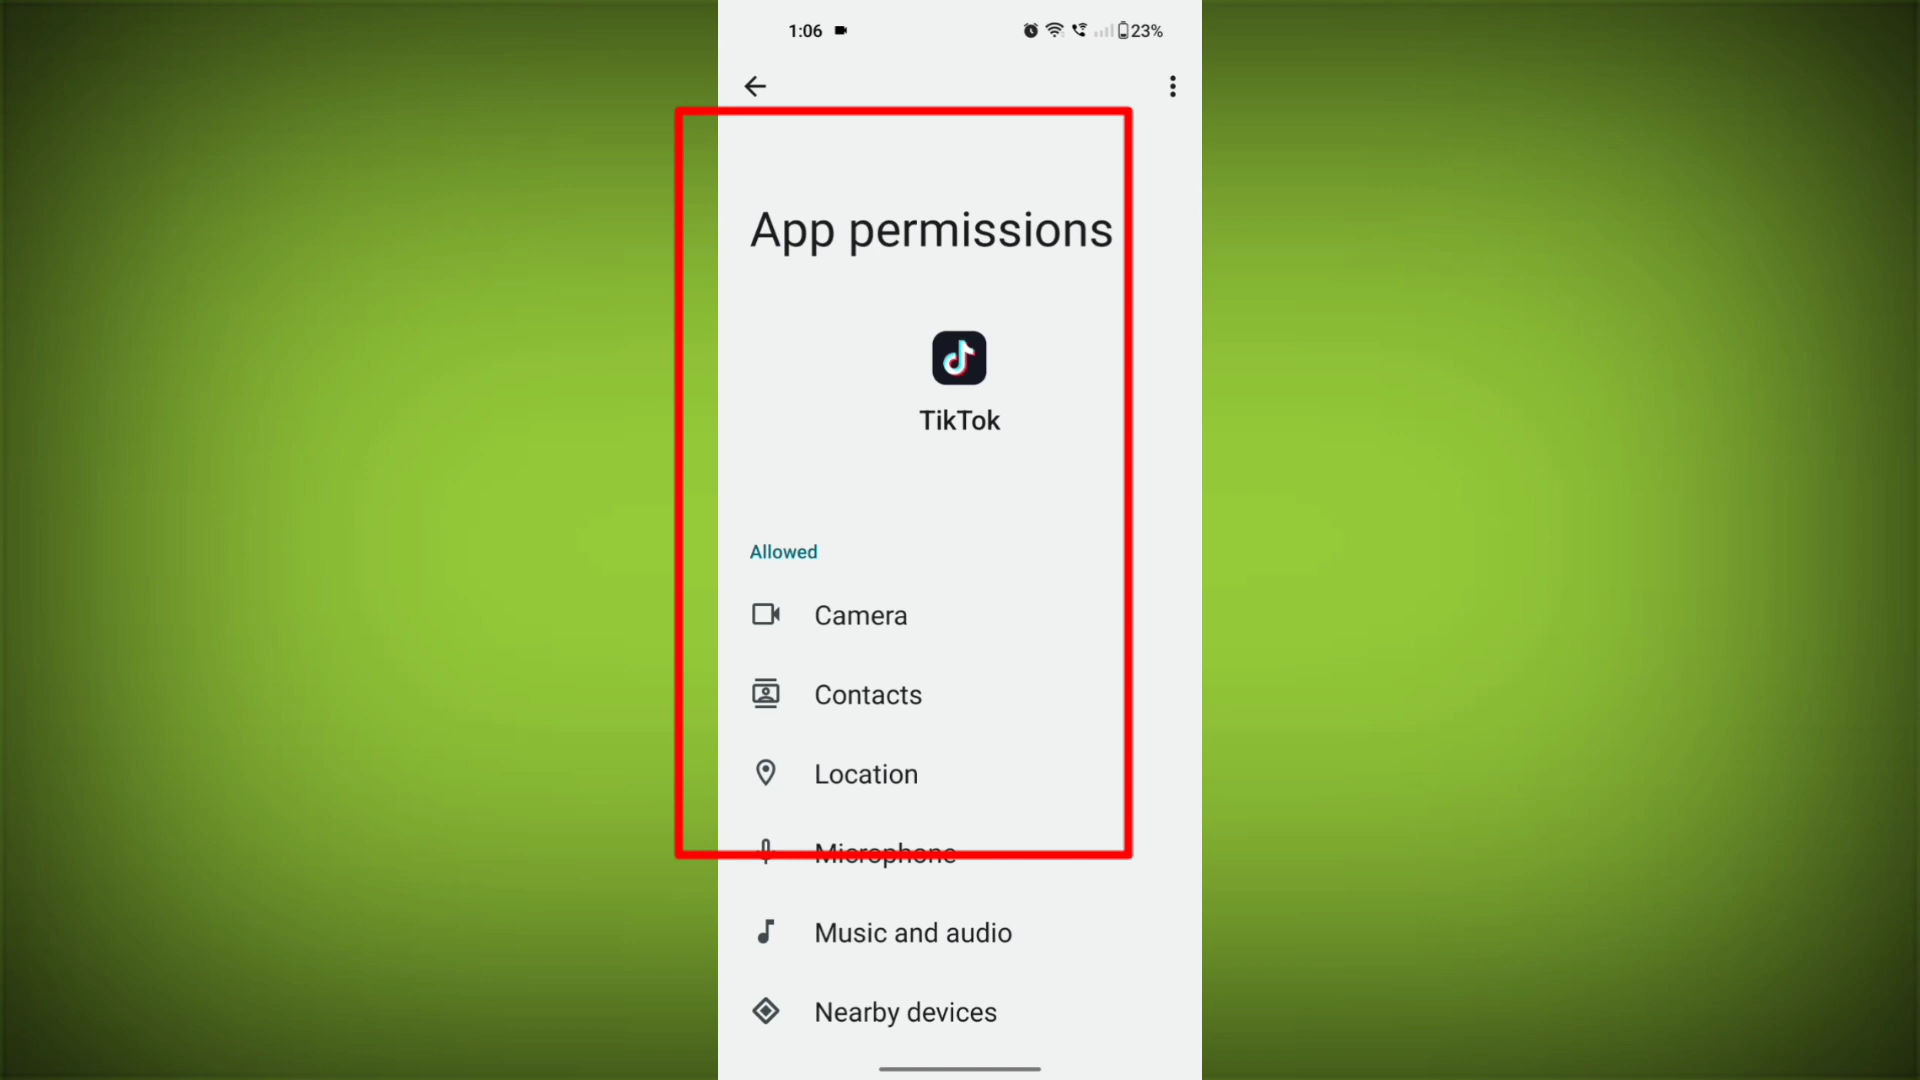 1:06
23%
App permissions
TikTok
Allowed
Camera
Contacts
Location
Microphone
Music and audio
Nearby devices